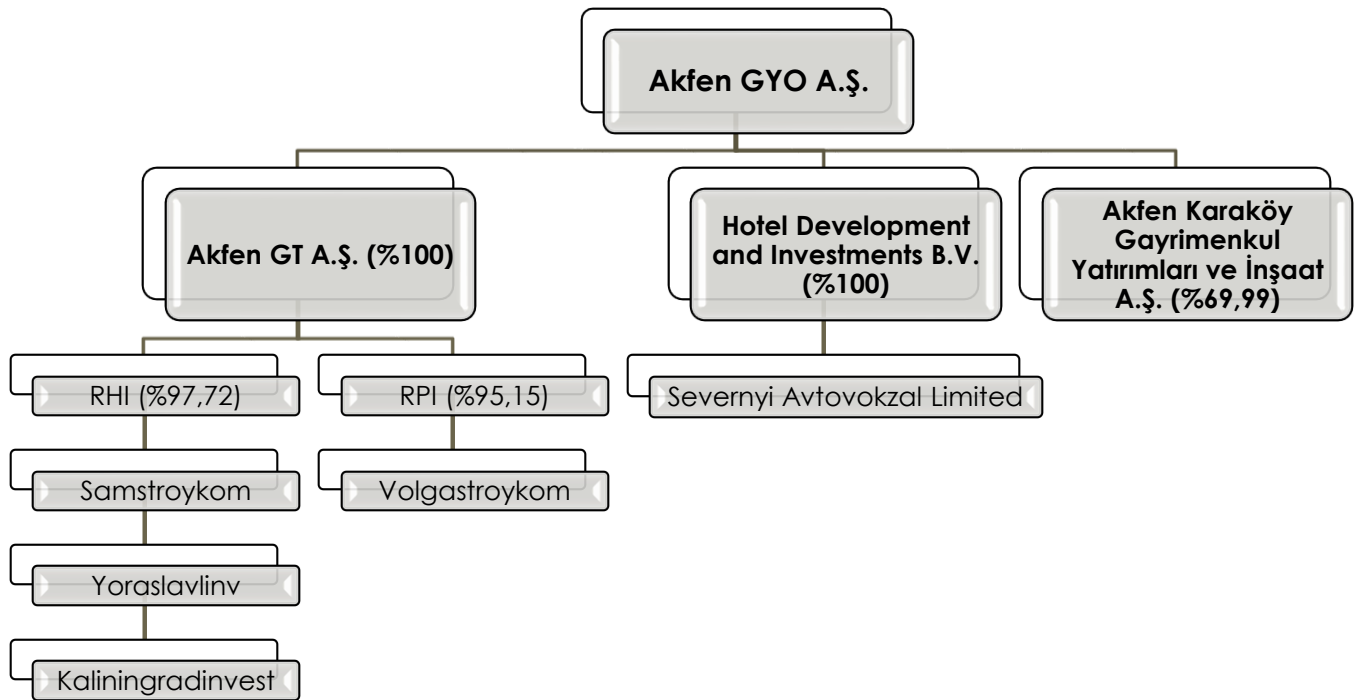 Akfen GYO A.Ş.
Akfen GT A.Ş. (%100)
Hotel Development
and Investments B.V.
(%100)
Akfen Karaköy
Gayrimenkul
Yatırımları ve İnşaat
A.Ş. (%69,99)
RHI (%97,72)
RPI (%95,15)
Severnyi Avtovokzal Limited
Samstroykom
Volgastroykom
Yoraslavlinv
Kaliningradinvest